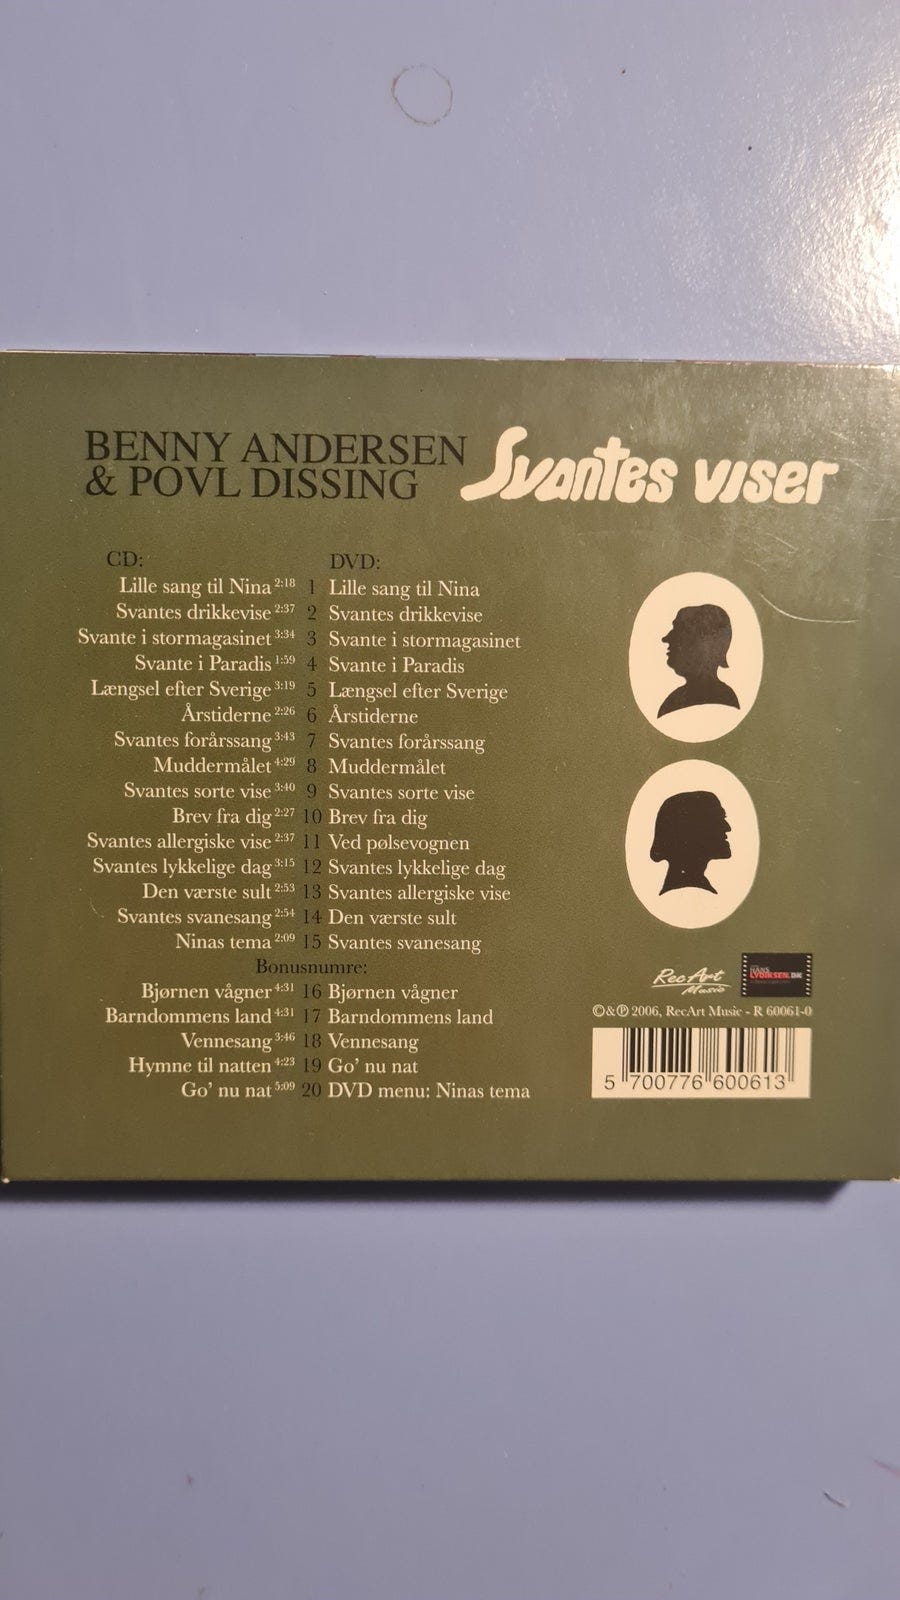 BENNY ANDERSEN
& POVL DISSING
Svantes viser
CD: DVD:
Lille sang til Nina 2:18 1 Lille sang til Nina
Svantes drikkevise 2:37 2 Svantes drikkevise
Svante i stormagasinet 3:34 3 Svante i stormagasinet
Svante i Paradis 1:59 4 Svante i Paradis
Længsel efter Sverige 3:19 5 Længsel efter Sverige
Årstiderne 2:26 6 Årstiderne
Svantes forårssang 3:43 7 Svantes forårssang
Muddermålet 4:29 8 Muddermålet
Svantes sorte vise 3:40 9 Svantes sorte vise
Brev fra dig 2:27 10 Brev fra dig
Svantes allergiske vise 2:37 11 Ved pølsevognen
Svantes lykkelige dag 3:15 12 Svantes lykkelige dag
Den værste sult 2:53 13 Svantes allergiske vise
Svantes svanesang 2:54 14 Den værste sult
Ninas tema 2:09 15 Svantes svanesang
Bonusnumre:
Bjørnen vågner 4:31 16 Bjørnen vågner
Barndommens land 4:31 17 Barndommens land
Vennesang 3:46 18 Vennesang
Hymne til natten 4:23 19 Go' nu nat
Go' nu nat 5:09 20 DVD menu: Ninas tema
RecArt
Music
HANS
LYDIKSEN.DK
©&℗ 2006, RecArt Music - R 60061-0
5 700776 600613